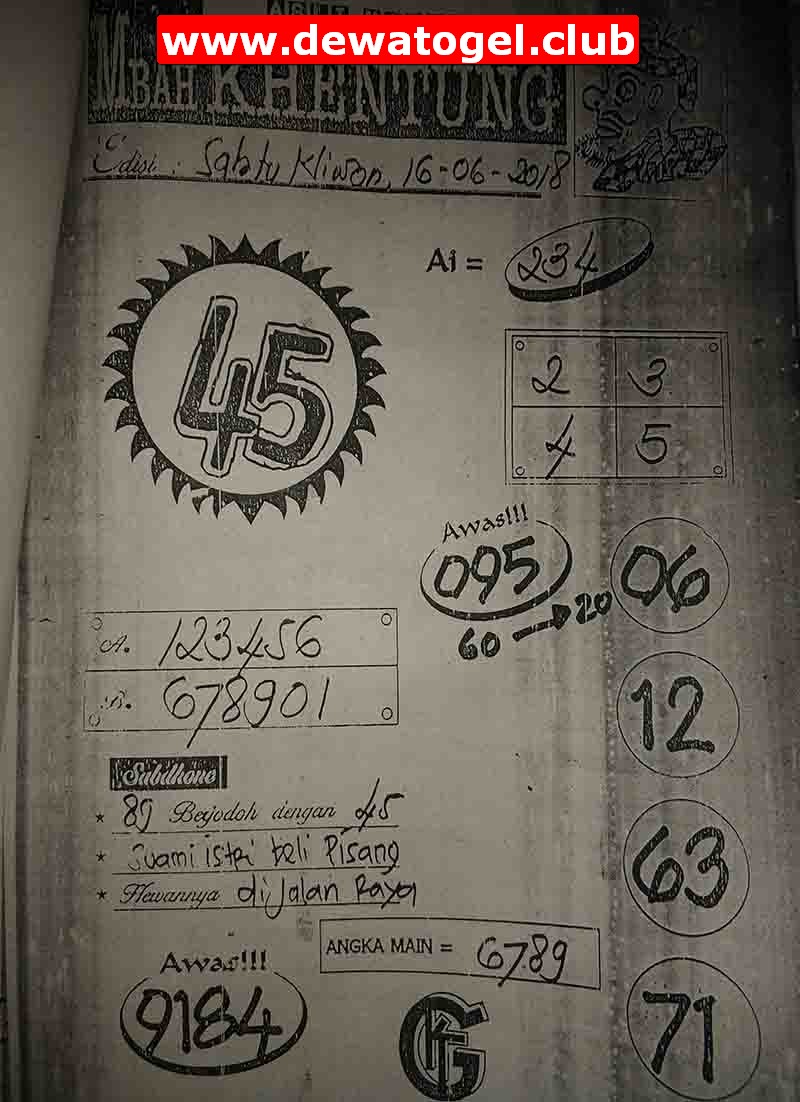 www.dewatogel.club
MBAH KHENTUNG
Edisi : Sabtu Kliwon, 16-06-2018
Ai = 234
45
2 3
4 5
Awas!!!
095
60 → 20
06
12
63
71
A. 123456
B. 678901
Sabdhane
* 89 Berjodoh dengan 45
* Suami istri beli Pisang
* Hewannya di jalan Raya
ANGKA MAIN = 6789
Awas!!!
9184